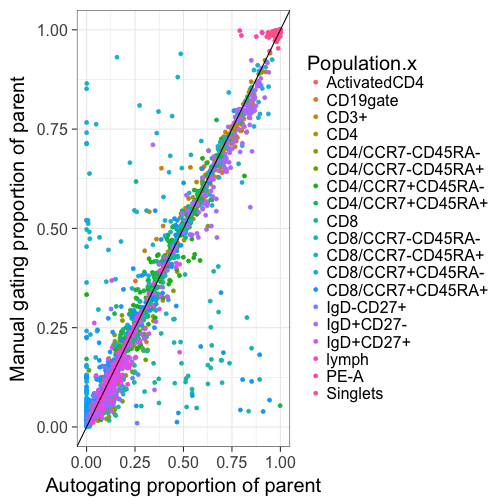 Manual gating proportion of parent
1.00
0.75
0.50
0.25
0.00
0.00 0.25 0.50 0.75 1.00
Autogating proportion of parent
Population.x
ActivatedCD4
CD19gate
CD3+
CD4
CD4/CCR7-CD45RA-
CD4/CCR7-CD45RA+
CD4/CCR7+CD45RA-
CD4/CCR7+CD45RA+
CD8
CD8/CCR7-CD45RA-
CD8/CCR7-CD45RA+
CD8/CCR7+CD45RA-
CD8/CCR7+CD45RA+
IgD-CD27+
IgD+CD27-
IgD+CD27+
lymph
PE-A
Singlets